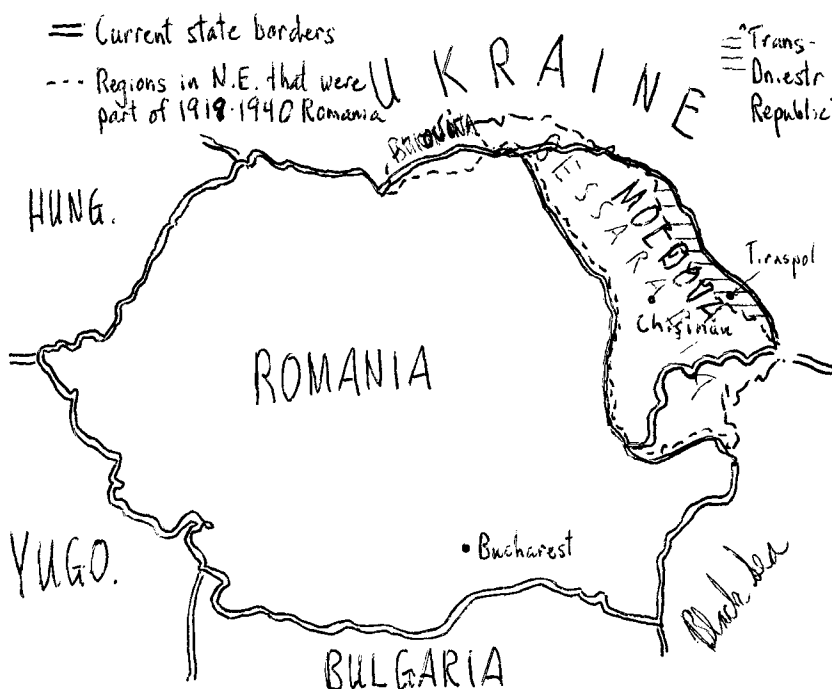 Current state borders
Regions in N.E. that were
part of 1918-1940 Romania
UKRAINE
"Trans-
Dniestr
Republic"
BUKOVINA
HUNG.
BESSARABIA
MOLDOVA
Tiraspol
Chişinău
ROMANIA
YUGO.
Bucharest
Black Sea
BULGARIA